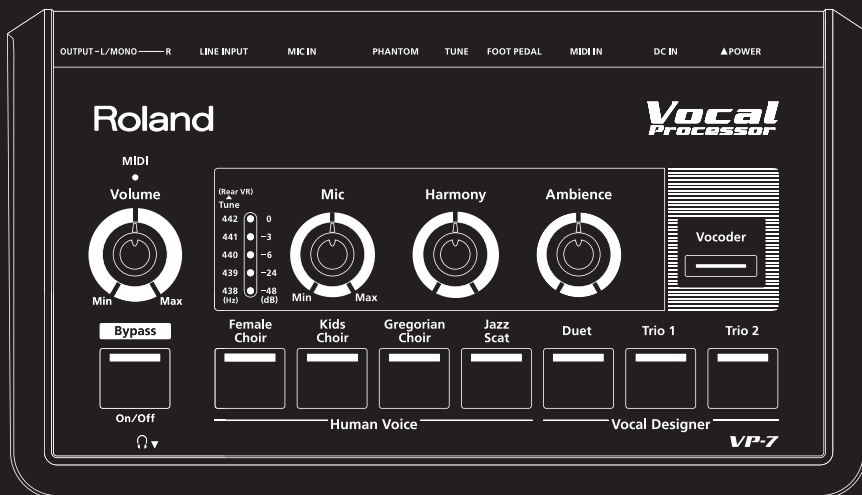 OUTPUT–L/MONO —— R LINE INPUT MIC IN PHANTOM TUNE FOOT PEDAL MIDI IN DC IN ▲POWER
Roland
Vocal
Processor
MIDI
Volume
Min Max
(Rear VR)
▲
Tune
442 0
441 –3
440 –6
439 –24
438 –48
(Hz) (dB)
Mic
Min Max
Harmony
Ambience
Vocoder
Bypass
On/Off
Female
Choir
Kids
Choir
Gregorian
Choir
Jazz
Scat
Duet
Trio 1
Trio 2
Human Voice
Vocal Designer
VP-7